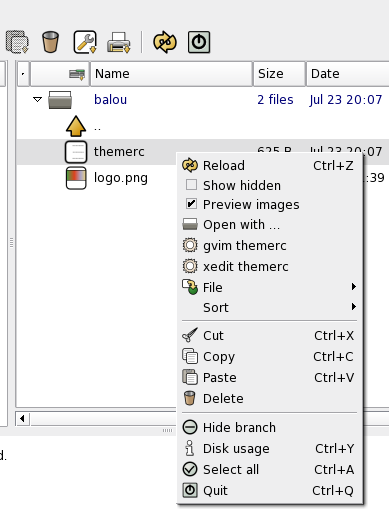 Name Size Date
balou 2 files Jul 23 20:07
..
themerc 625 B Jul 23 20:07
logo.png :39
Reload Ctrl+Z
Show hidden
Preview images
Open with ...
gvim themerc
xedit themerc
File
Sort
Cut Ctrl+X
Copy Ctrl+C
Paste Ctrl+V
Delete
Hide branch
d.
Disk usage Ctrl+Y
Select all Ctrl+A
Quit Ctrl+Q